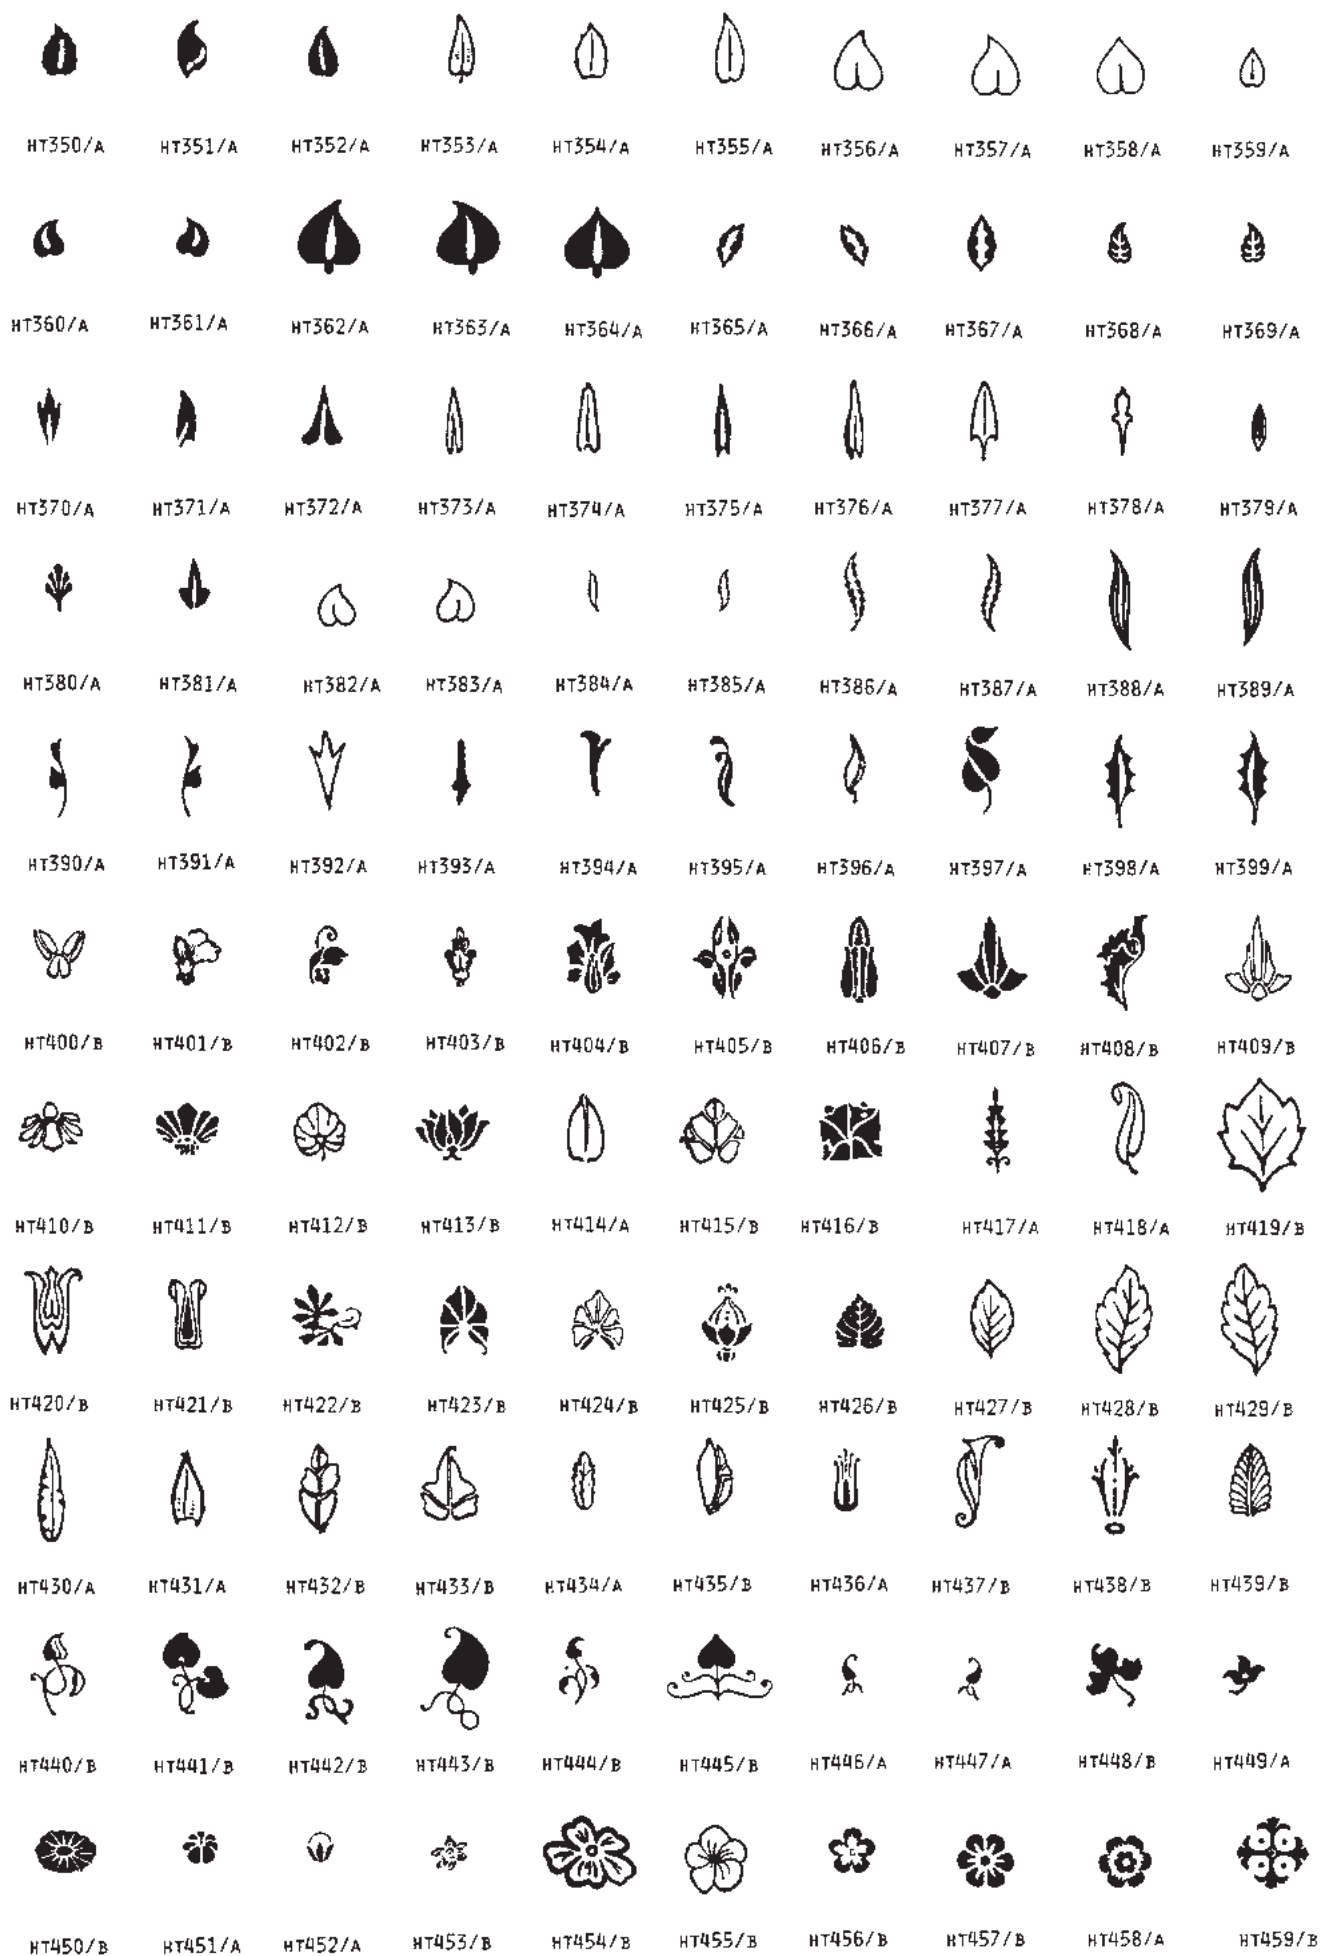 HT350/A HT351/A HT352/A HT353/A HT354/A HT355/A HT356/A HT357/A HT358/A HT359/A
HT360/A HT361/A HT362/A HT363/A HT364/A HT365/A HT366/A HT367/A HT368/A HT369/A
HT370/A HT371/A HT372/A HT373/A HT374/A HT375/A HT376/A HT377/A HT378/A HT379/A
HT380/A HT381/A HT382/A HT383/A HT384/A HT385/A HT386/A HT387/A HT388/A HT389/A
HT390/A HT391/A HT392/A HT393/A HT394/A HT395/A HT396/A HT397/A HT398/A HT399/A
HT400/B HT401/B HT402/B HT403/B HT404/B HT405/B HT406/B HT407/B HT408/B HT409/B
HT410/B HT411/B HT412/B HT413/B HT414/A HT415/B HT416/B HT417/A HT418/A HT419/B
HT420/B HT421/B HT422/B HT423/B HT424/B HT425/B HT426/B HT427/B HT428/B HT429/B
HT430/A HT431/A HT432/B HT433/B HT434/A HT435/B HT436/A HT437/B HT438/B HT439/B
HT440/B HT441/B HT442/B HT443/B HT444/B HT445/B HT446/A HT447/A HT448/B HT449/A
HT450/B HT451/A HT452/A HT453/B HT454/B HT455/B HT456/B HT457/B HT458/A HT459/B